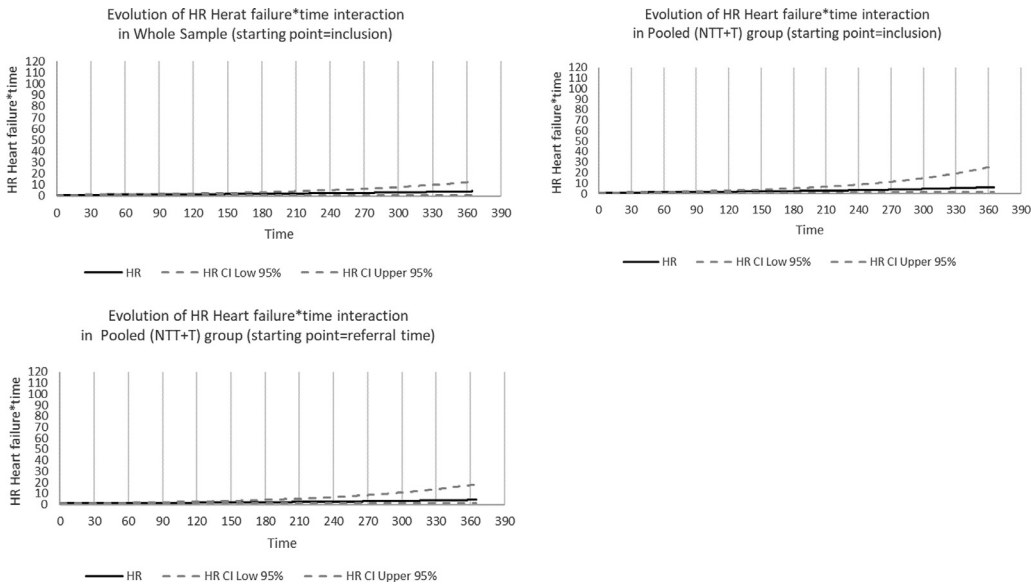 Evolution of HR Herat failure*time interaction
in Whole Sample (starting point=inclusion)
HR Heart failure*time
120
110
100
90
80
70
60
50
40
30
20
10
0
0 30 60 90 120 150 180 210 240 270 300 330 360 390
Time
HR HR CI Low 95% HR CI Upper 95%
Evolution of HR Heart failure*time interaction
in Pooled (NTT+T) group (starting point=inclusion)
HR Heart failure*time
120
110
100
90
80
70
60
50
40
30
20
10
0
0 30 60 90 120 150 180 210 240 270 300 330 360 390
Time
HR HR CI Low 95% HR CI Upper 95%
Evolution of HR Heart failure*time interaction
in Pooled (NTT+T) group (starting point=referral time)
HR Heart failure*time
120
110
100
90
80
70
60
50
40
30
20
10
0
0 30 60 90 120 150 180 210 240 270 300 330 360 390
Time
HR HR CI Low 95% HR CI Upper 95%